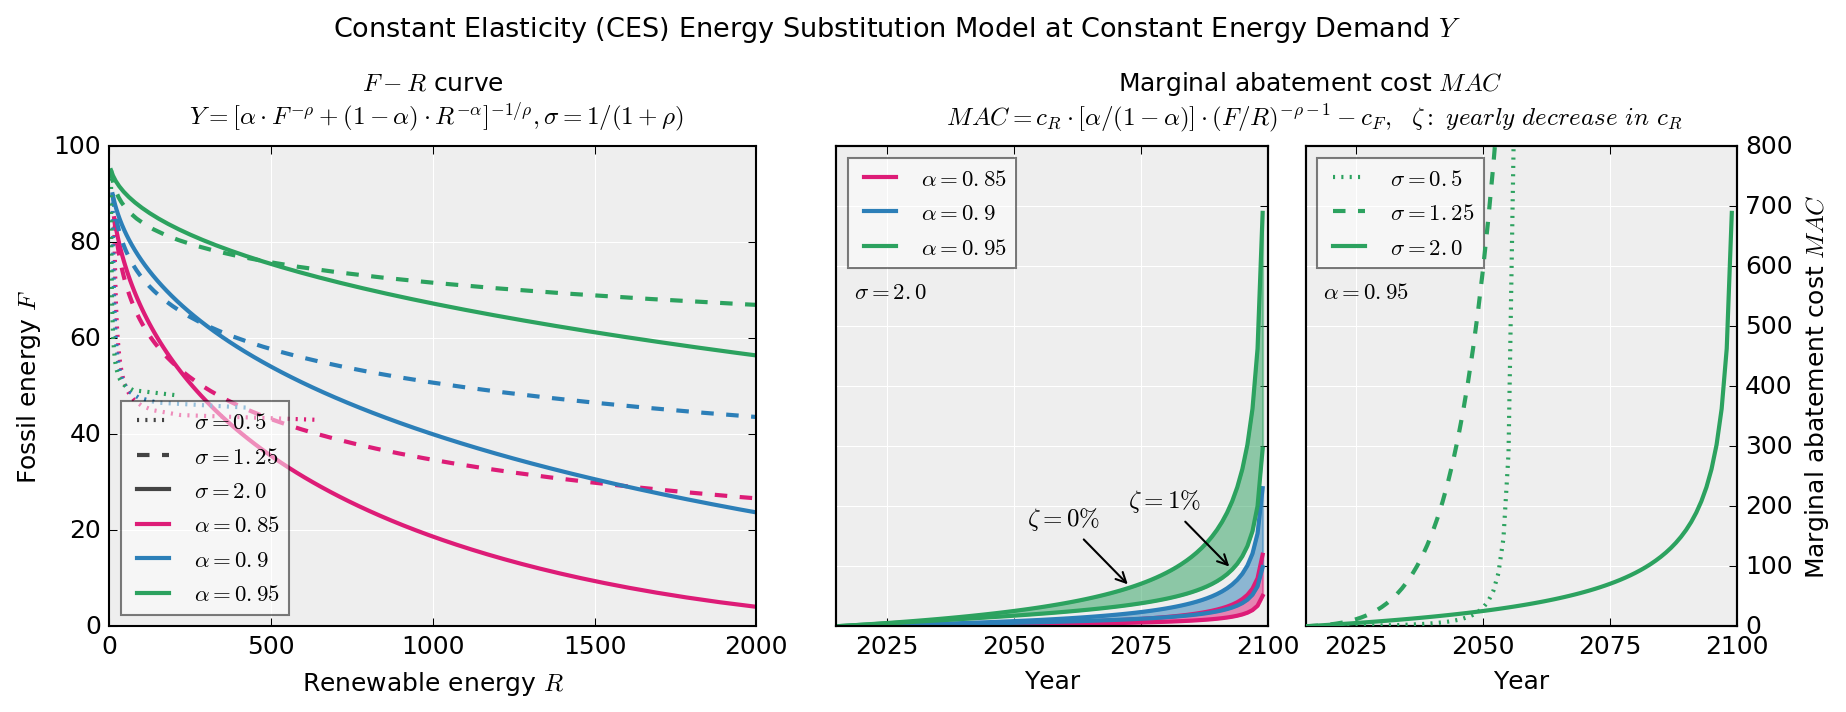 Constant Elasticity (CES) Energy Substitution Model at Constant Energy Demand Y
F − R curve
Y = [α · F^{−ρ} + (1 − α) · R^{−α}]^{−1/ρ}, σ = 1/(1 + ρ)
Fossil energy F
100
80
60
40
20
0
σ = 0.5
σ = 1.25
σ = 2.0
α = 0.85
α = 0.9
α = 0.95
0 500 1000 1500 2000
Renewable energy R
Marginal abatement cost MAC
MAC = c_R · [α/(1 − α)] · (F/R)^{−ρ−1} − c_F, ζ: yearly decrease in c_R
α = 0.85
α = 0.9
α = 0.95
σ = 2.0
ζ = 0%
ζ = 1%
2025 2050 2075 2100
Year
σ = 0.5
σ = 1.25
σ = 2.0
α = 0.95
2025 2050 2075 2100
Year
800
700
600
500
400
300
200
100
0
Marginal abatement cost MAC